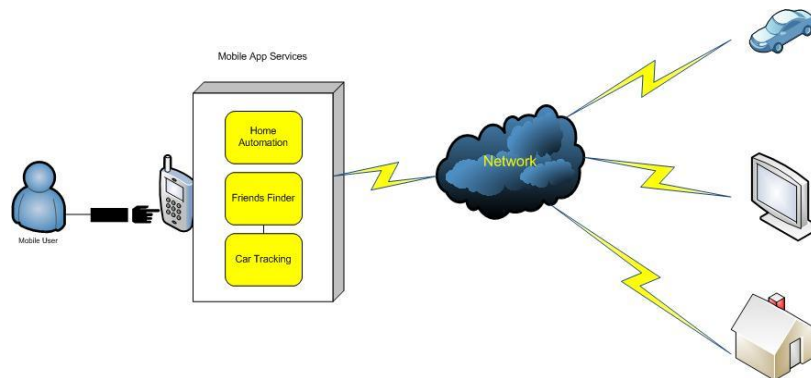 Mobile App Services
Home
Automation
Friends Finder
Car Tracking
Mobile User
Network